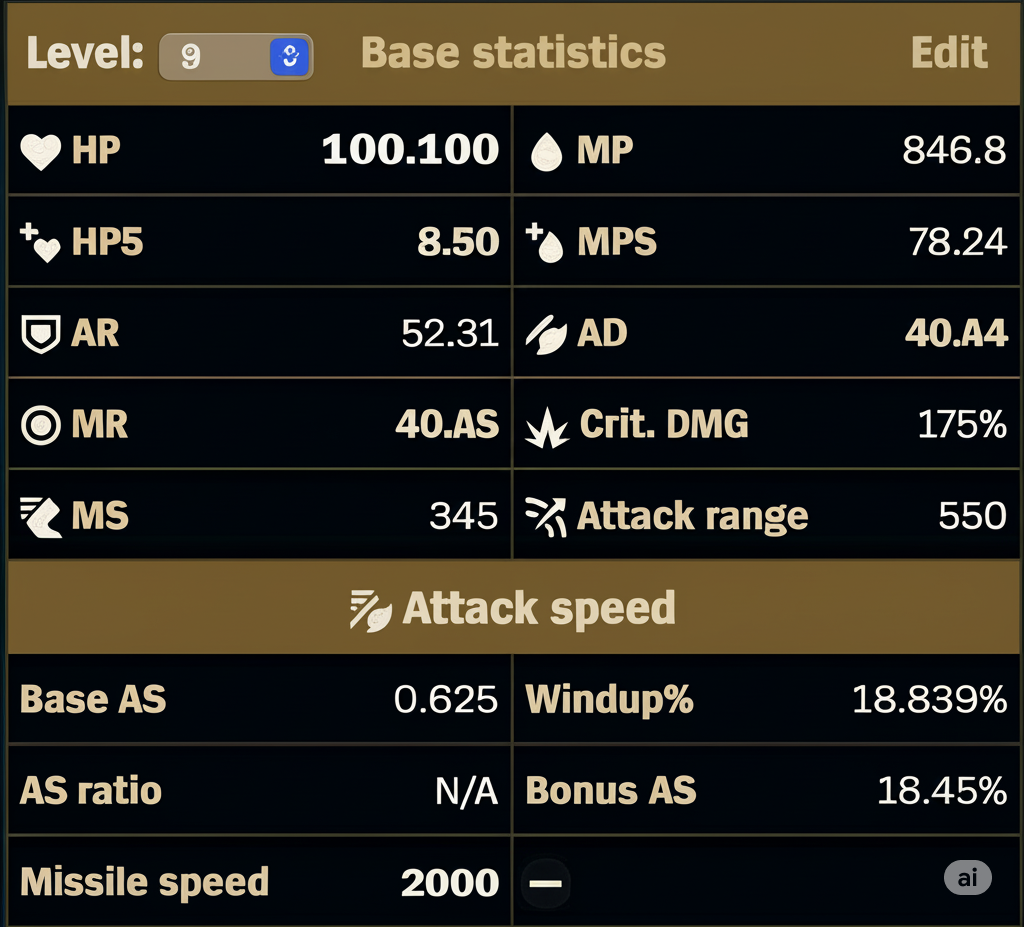 Level: 9 Base statistics Edit
HP 100.100 MP 846.8
HP5 8.50 MPS 78.24
AR 52.31 AD 40.A4
MR 40.AS Crit. DMG 175%
MS 345 Attack range 550
Attack speed
Base AS 0.625 Windup% 18.839%
AS ratio N/A Bonus AS 18.45%
Missile speed 2000 —
ai